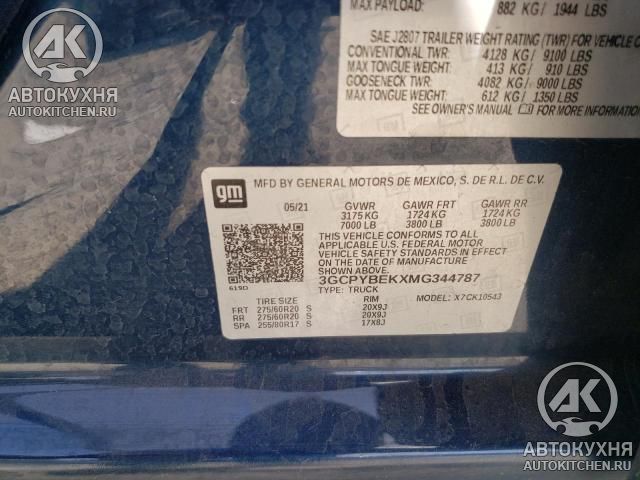 MAX PAYLOAD: 882 KG / 1944 LBS
SAE J2807 TRAILER WEIGHT RATING (TWR) FOR VEHICLE
CONVENTIONAL TWR: 4128 KG / 9100 LBS
MAX TONGUE WEIGHT: 413 KG / 910 LBS
GOOSENECK TWR: 4082 KG / 9000 LBS
MAX TONGUE WEIGHT: 612 KG / 1350 LBS
SEE OWNER'S MANUAL FOR MORE INFORMATION
AK
АВТОКУХНЯ
AUTOKITCHEN.RU
gm
MFD BY GENERAL MOTORS DE MEXICO, S. DE R.L. DE C.V.
05/21 GVWR GAWR FRT GAWR RR
3175 KG 1724 KG 1724 KG
7000 LB 3800 LB 3800 LB
THIS VEHICLE CONFORMS TO ALL
APPLICABLE U.S. FEDERAL MOTOR
VEHICLE SAFETY STANDARDS IN EFFECT
ON THE DATE OF MANUFACTURE SHOWN ABOVE.
3GCPYBEKXMG344787
619D TYPE: TRUCK MODEL: X7CK10543
TIRE SIZE RIM
FRT 275/60R20 S 20X9J
RR 275/60R20 S 20X9J
SPA 255/80R17 S 17X8J
AK
АВТОКУХНЯ
AUTOKITCHEN.RU